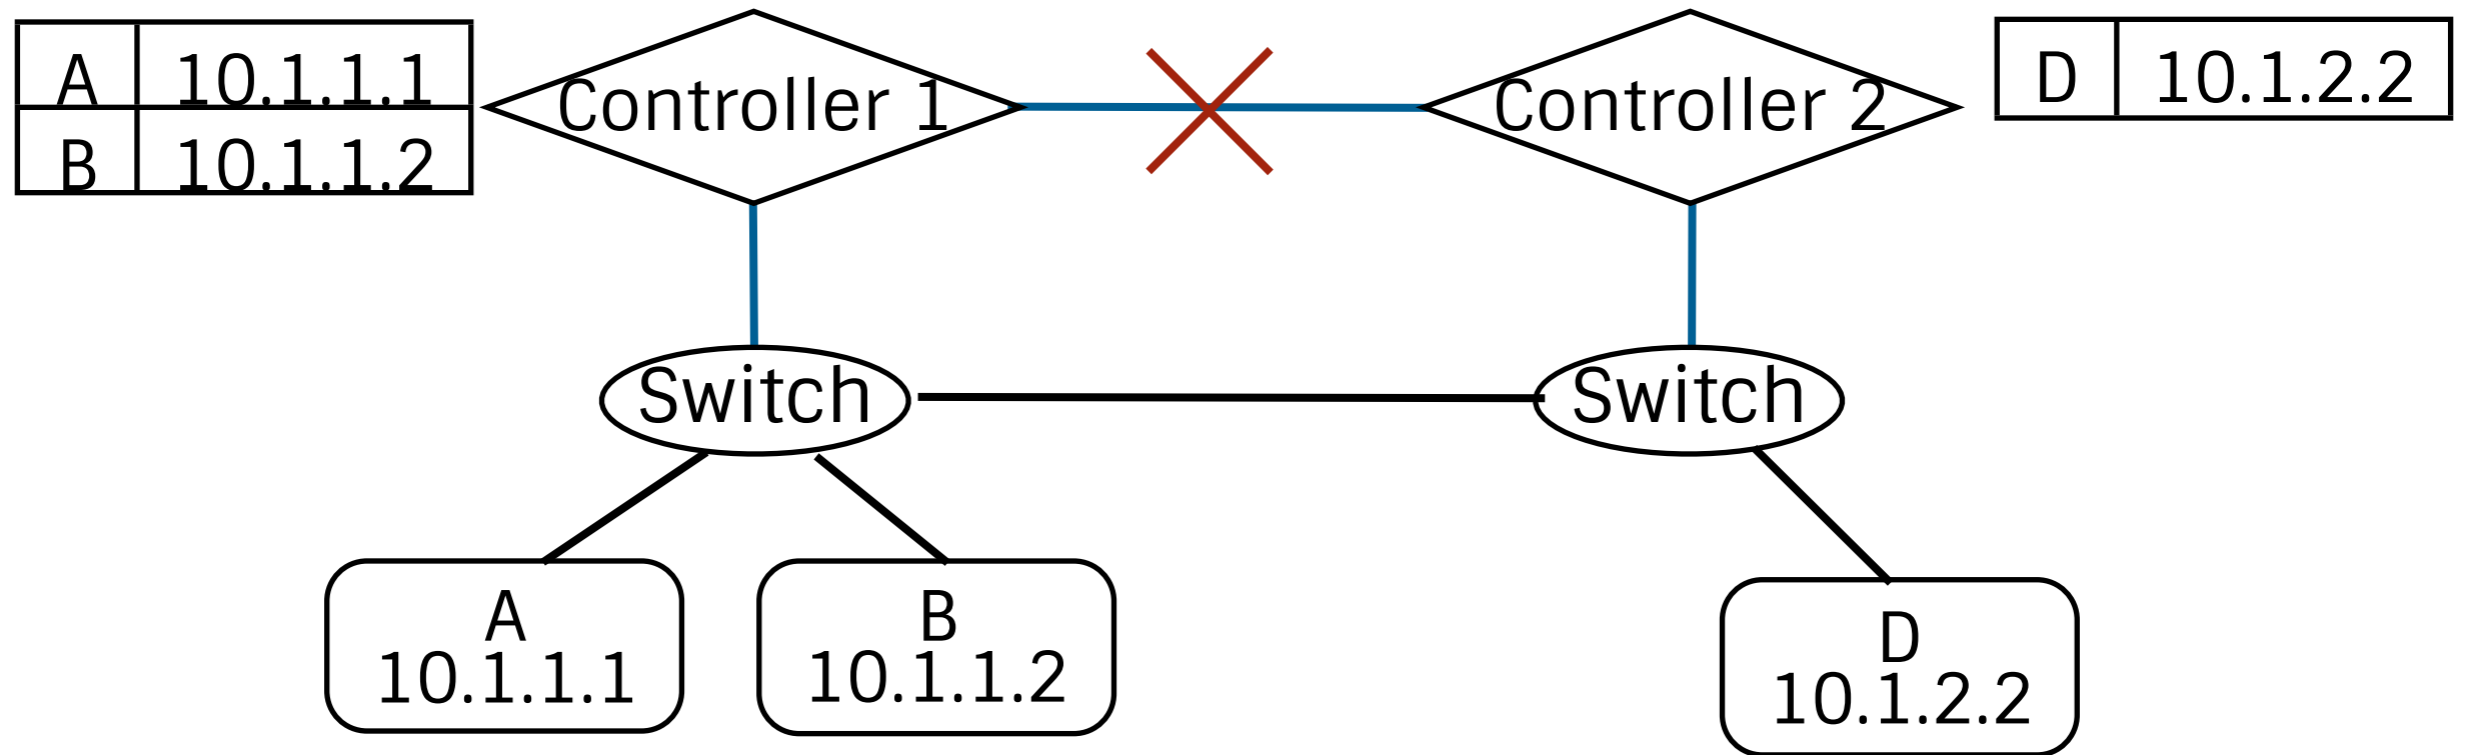 A 10.1.1.1
B 10.1.1.2
Controller 1
Controller 2
D 10.1.2.2
Switch
Switch
A
10.1.1.1
B
10.1.1.2
D
10.1.2.2